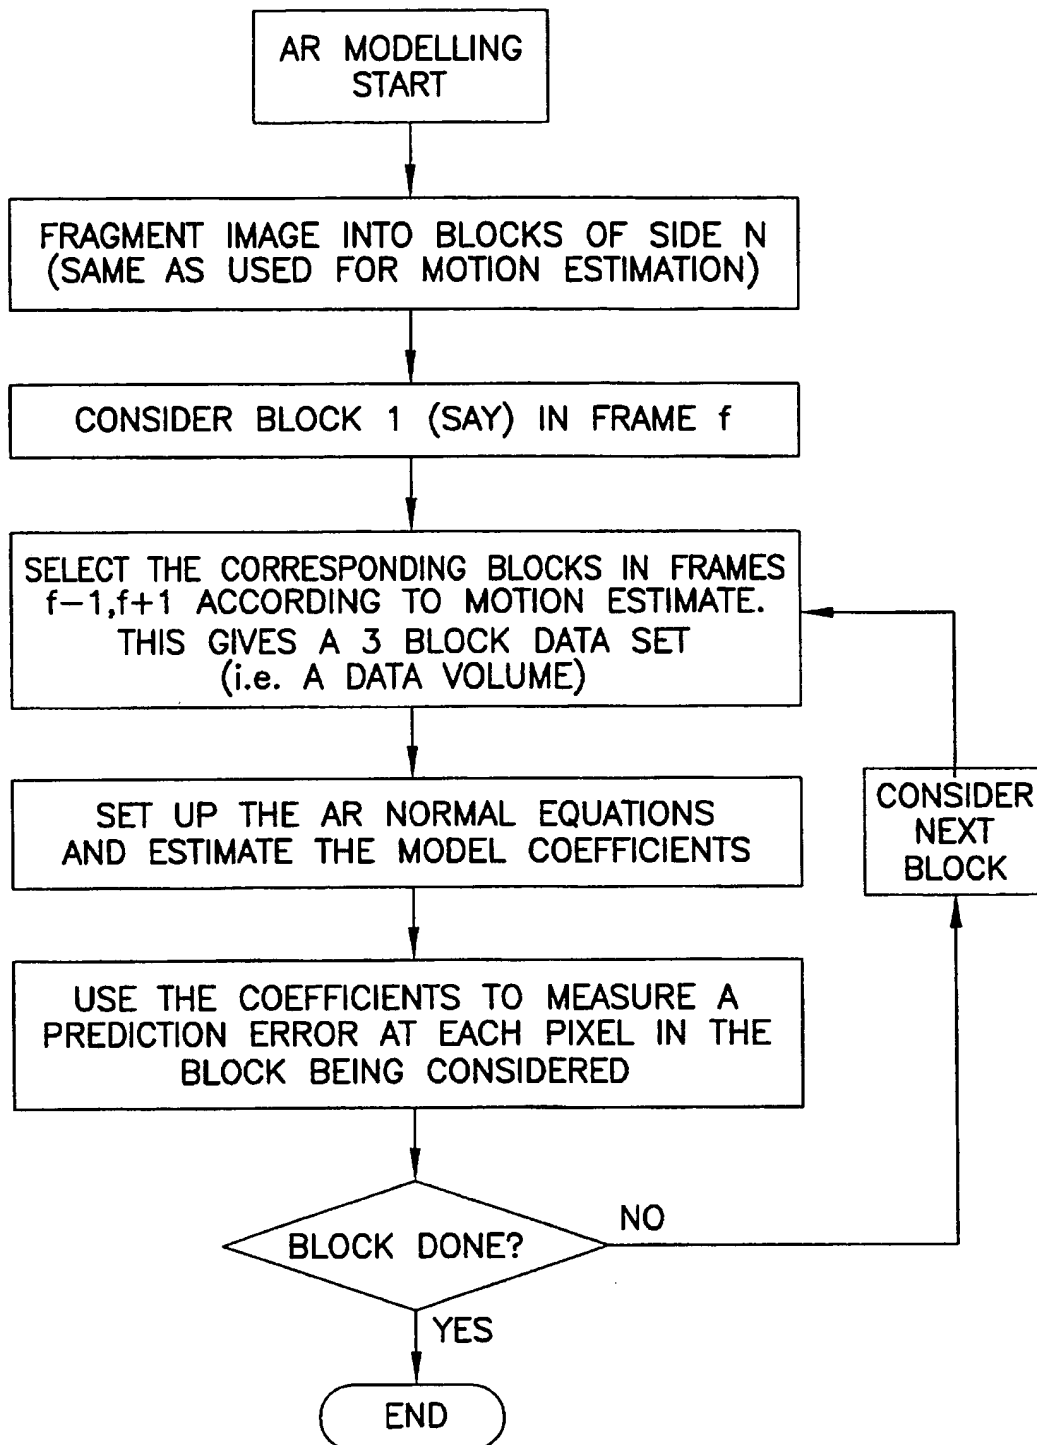 AR MODELLING
START
FRAGMENT IMAGE INTO BLOCKS OF SIDE N
(SAME AS USED FOR MOTION ESTIMATION)
CONSIDER BLOCK 1 (SAY) IN FRAME f
SELECT THE CORRESPONDING BLOCKS IN FRAMES
f−1,f+1 ACCORDING TO MOTION ESTIMATE.
THIS GIVES A 3 BLOCK DATA SET
(i.e. A DATA VOLUME)
SET UP THE AR NORMAL EQUATIONS
AND ESTIMATE THE MODEL COEFFICIENTS
CONSIDER
NEXT
BLOCK
USE THE COEFFICIENTS TO MEASURE A
PREDICTION ERROR AT EACH PIXEL IN THE
BLOCK BEING CONSIDERED
BLOCK DONE?
NO
YES
END